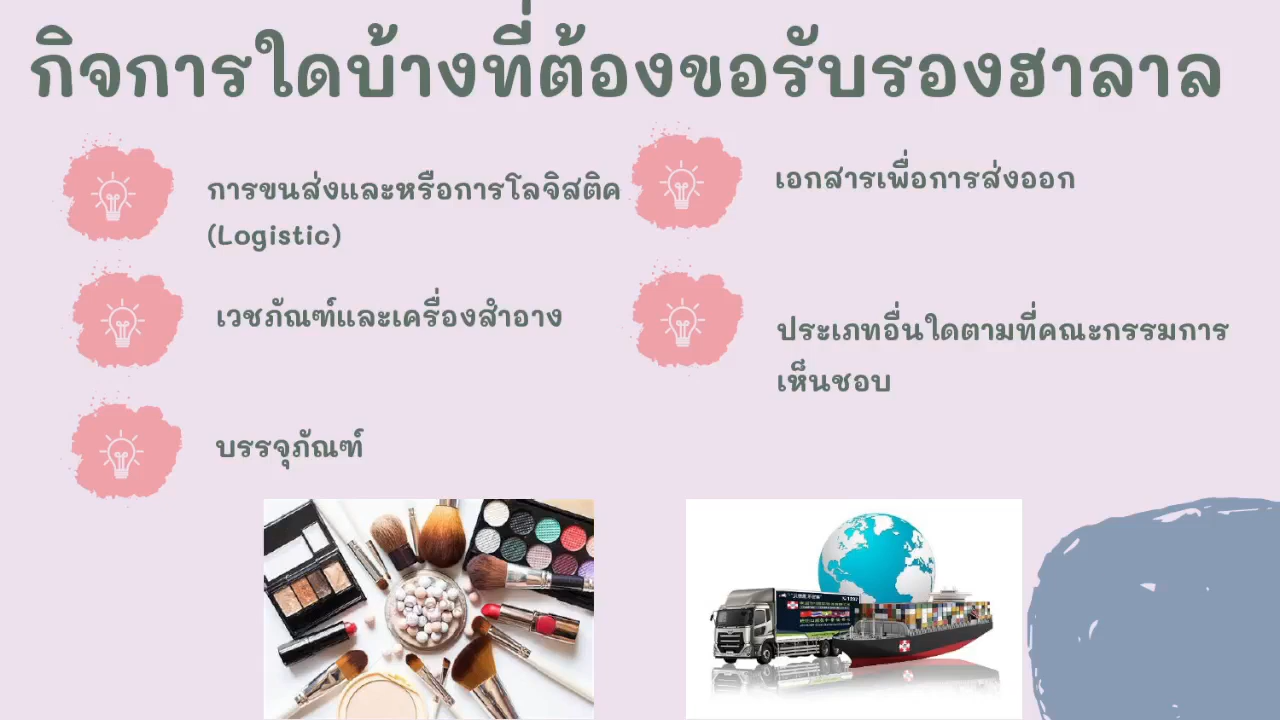 กิจการใดบ้างที่ต้องขอรับรองฮาลาล
การขนส่งและหรือการโลจิสติค
(Logistic)
เวชภัณฑ์และเครื่องสำอาง
บรรจุภัณฑ์
เอกสารเพื่อการส่งออก
ประเภทอื่นใดตามที่คณะกรรมการ
เห็นชอบ